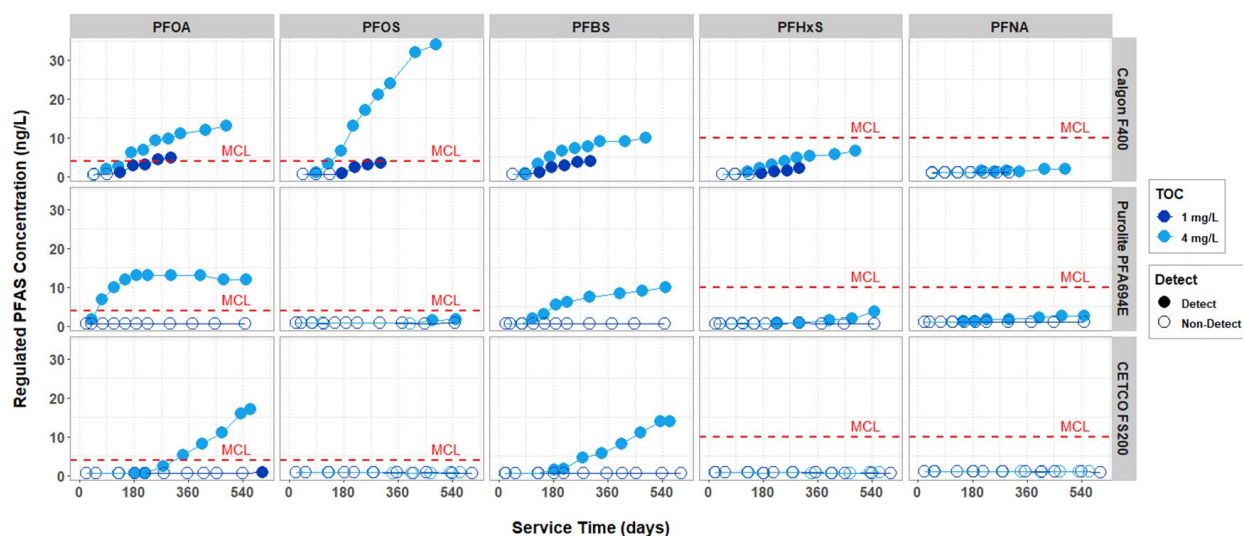 PFOA PFOS PFBS PFHxS PFNA
Regulated PFAS Concentration (ng/L)
30
20
10
0
MCL MCL MCL MCL
Calgon F400
30
20
10
0
MCL MCL MCL MCL
Purolite PFA694E
30
20
10
0
MCL MCL MCL MCL
CETCO FS200
0 180 360 540 0 180 360 540 0 180 360 540 0 180 360 540 0 180 360 540
Service Time (days)
TOC
1 mg/L
4 mg/L
Detect
Detect
Non-Detect